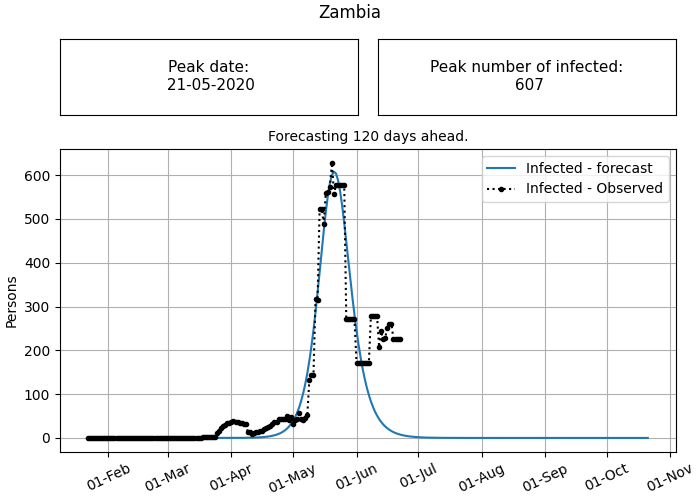 Zambia
Peak date:
21-05-2020
Peak number of infected:
607
Forecasting 120 days ahead.
Infected - forecast
Infected - Observed
Persons
600
500
400
300
200
100
0
01-Feb
01-Mar
01-Apr
01-May
01-Jun
01-Jul
01-Aug
01-Sep
01-Oct
01-Nov